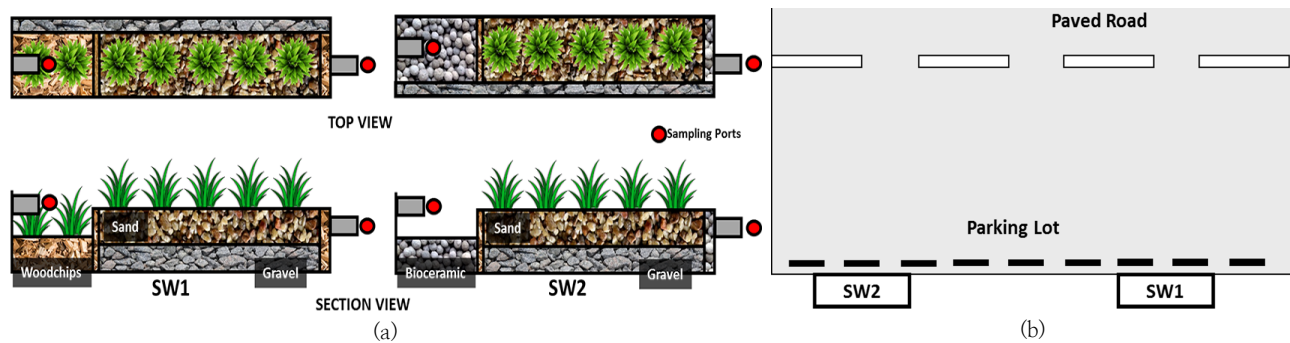 TOP VIEW
Sampling Ports
Sand
Woodchips
Gravel
SW1
Sand
Bioceramic
Gravel
SW2
SECTION VIEW
(a)
Paved Road
Parking Lot
SW2
SW1
(b)